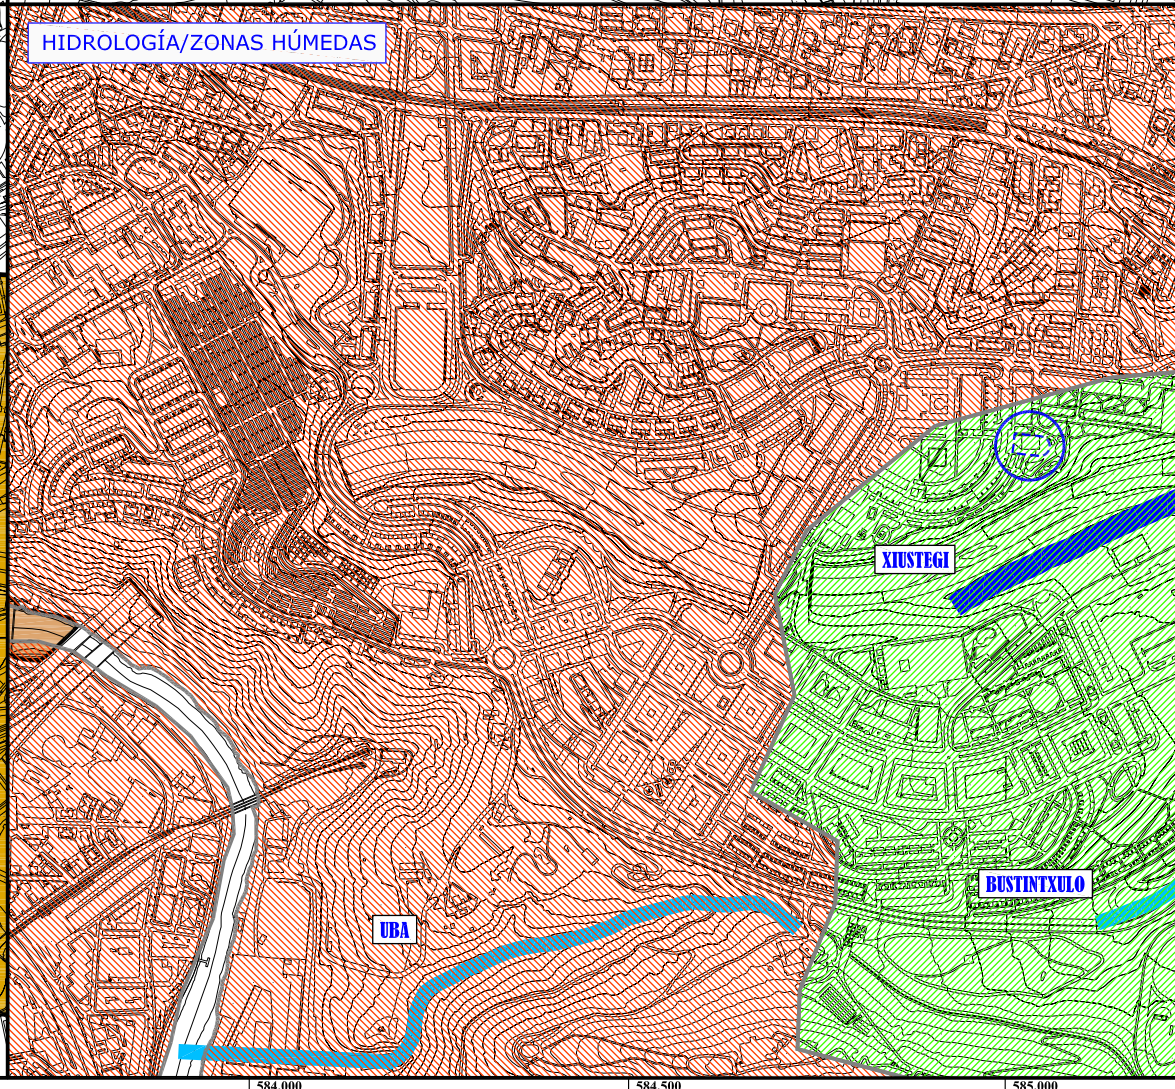 HIDROLOGÍA/ZONAS HÚMEDAS
XIUSTEGI
BUSTINTXULO
UBA
584.000
584.500
585.000